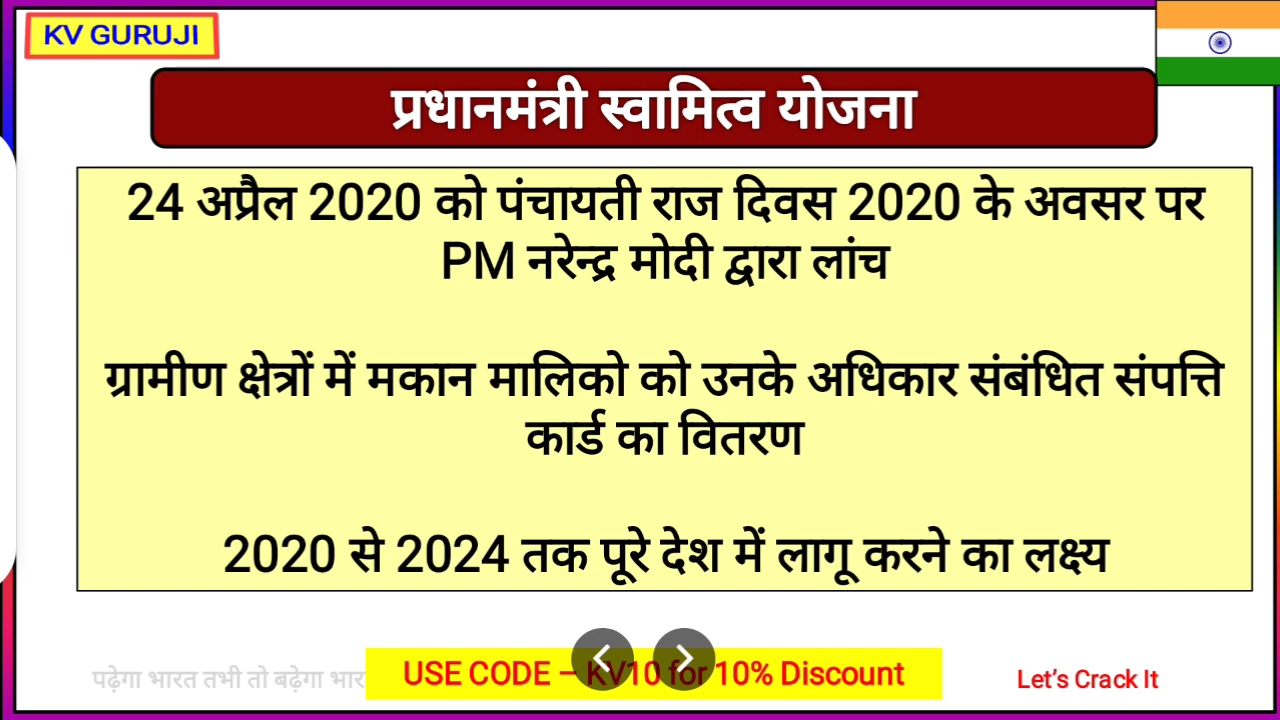 KV GURUJI
प्रधानमंत्री स्वामित्व योजना
24 अप्रैल 2020 को पंचायती राज दिवस 2020 के अवसर पर
PM नरेन्द्र मोदी द्वारा लांच
ग्रामीण क्षेत्रों में मकान मालिको को उनके अधिकार संबंधित संपत्ति
कार्ड का वितरण
2020 से 2024 तक पूरे देश में लागू करने का लक्ष्य
पढ़ेगा भारत तभी तो बढ़ेगा भार
USE CODE – KV10 for 10% Discount
Let's Crack It